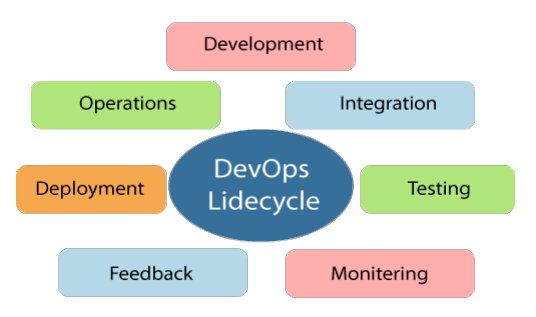 Development
Operations
Integration
DevOps
Lidecycle
Deployment
Testing
Feedback
Monitering